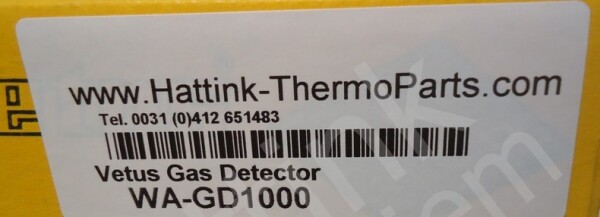 www.Hattink-ThermoParts.com
Tel. 0031 (0)412 651483
Vetus Gas Detector
WA-GD1000